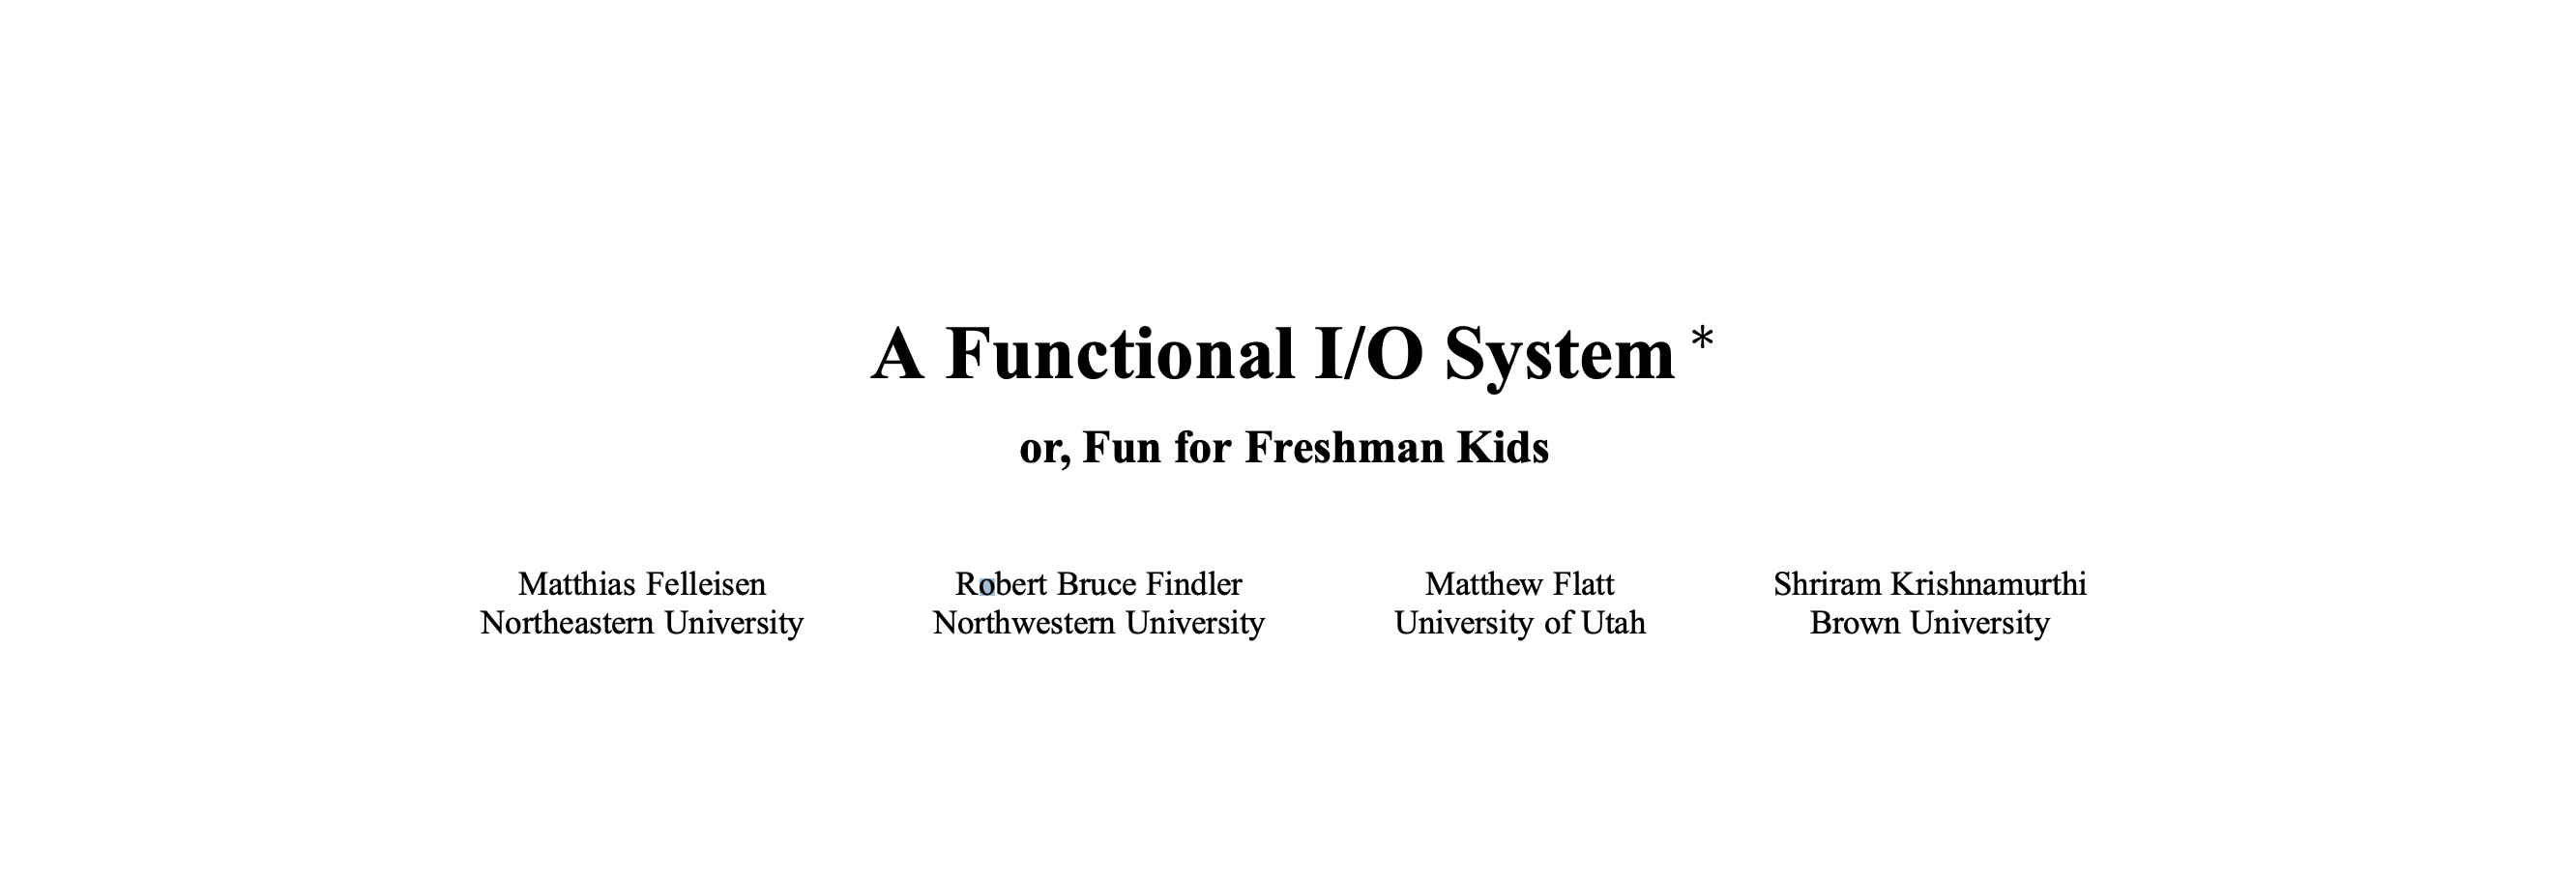 A Functional I/O System *
or, Fun for Freshman Kids
Matthias Felleisen
Northeastern University
Robert Bruce Findler
Northwestern University
Matthew Flatt
University of Utah
Shriram Krishnamurthi
Brown University